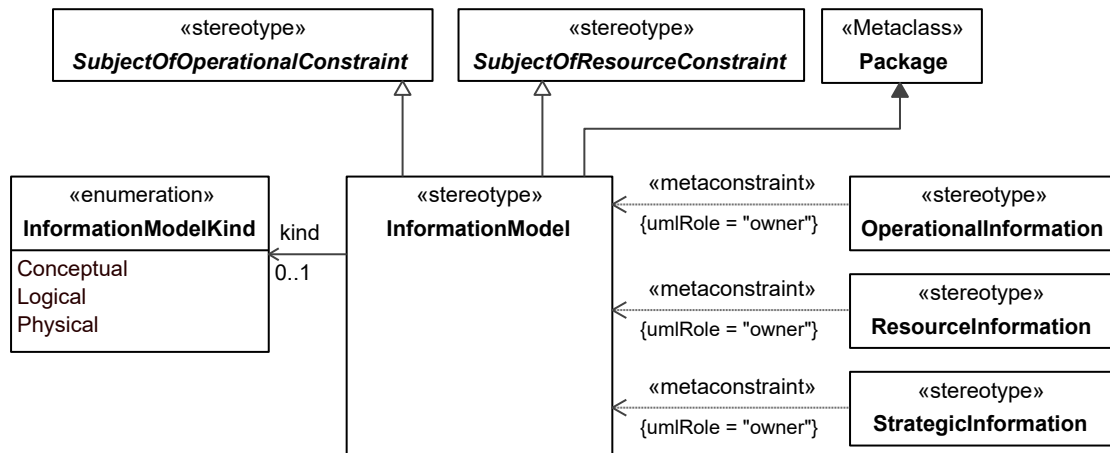 «stereotype»
SubjectOfOperationalConstraint
«stereotype»
SubjectOfResourceConstraint
«Metaclass»
Package
«enumeration»
InformationModelKind
Conceptual
Logical
Physical
kind
0..1
«stereotype»
InformationModel
«metaconstraint»
{umlRole = "owner"}
«stereotype»
OperationalInformation
«metaconstraint»
{umlRole = "owner"}
«stereotype»
ResourceInformation
«metaconstraint»
{umlRole = "owner"}
«stereotype»
StrategicInformation